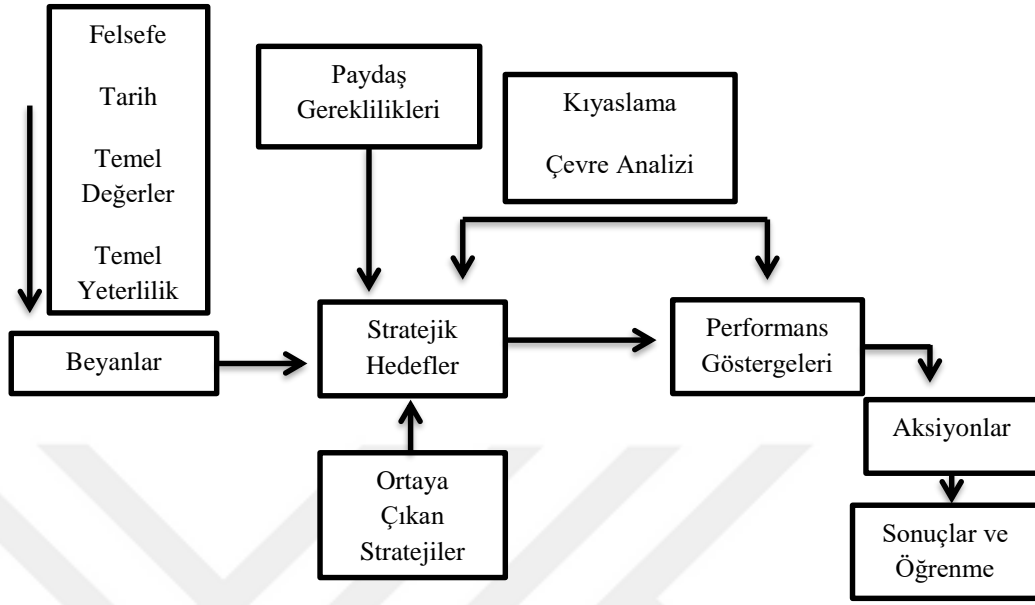 Felsefe
Tarih
Temel
Değerler
Temel
Yeterlilik
Paydaş
Gereklilikleri
Kıyaslama
Çevre Analizi
Beyanlar
Stratejik
Hedefler
Performans
Göstergeleri
Aksiyonlar
Ortaya
Çıkan
Stratejiler
Sonuçlar ve
Öğrenme